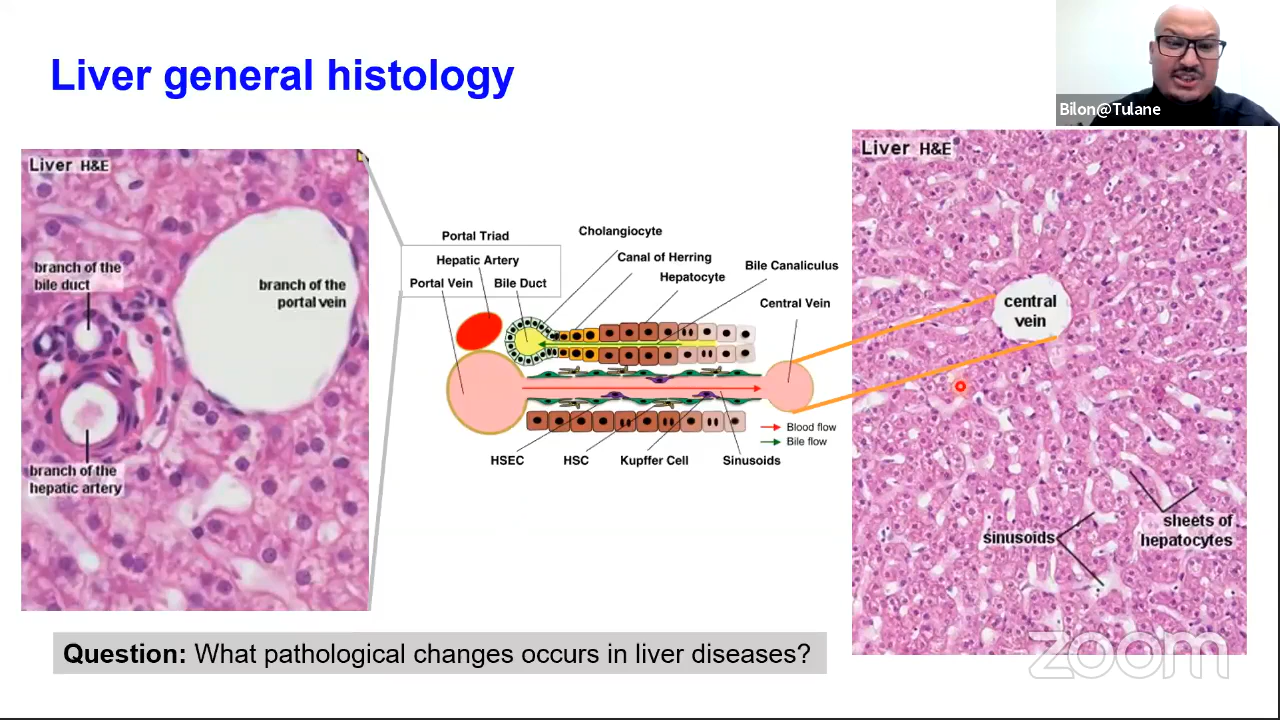 Liver general histology
Bilon@Tulane
Liver H&E
branch of the
bile duct
branch of the
portal vein
branch of the
hepatic artery
Portal Triad
Hepatic Artery
Portal Vein
Bile Duct
Cholangiocyte
Canal of Herring
Hepatocyte
Bile Canaliculus
Central Vein
Blood flow
Bile flow
HSEC
HSC
Kupffer Cell
Sinusoids
Liver H&E
central
vein
sinusoids
sheets of
hepatocytes
Question: What pathological changes occurs in liver diseases?
zoom